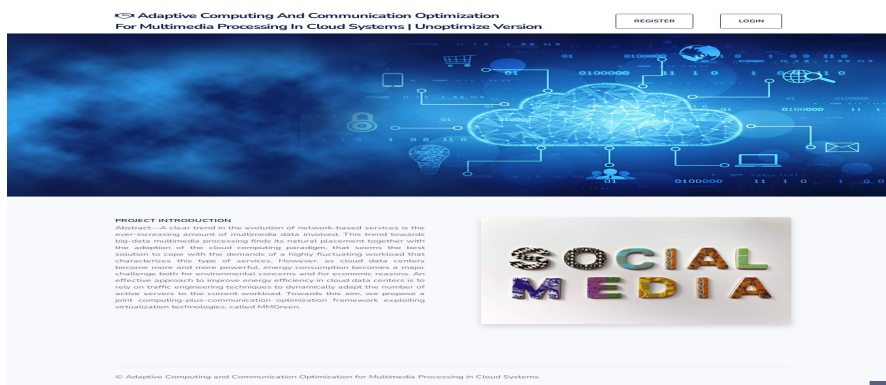 Adaptive Computing And Communication Optimization
For Multimedia Processing In Cloud Systems | Unoptimize Version
REGISTER
LOGIN
PROJECT INTRODUCTION
Abstract—A clear trend in the evolution of network-based services is the
ever-increasing amount of multimedia data involved. This trend towards
big-data multimedia processing finds its natural placement together with
the adoption of the cloud computing paradigm, that seems the best
solution to cope with the demands of a highly fluctuating workload that
characterizes this type of services. However, as cloud data centers
become more and more powerful, energy consumption becomes a major
challenge both for environmental concerns and for economic reasons. An
effective approach to improve energy efficiency in cloud data centers is to
rely on traffic engineering techniques to dynamically adapt the number of
active servers to the current workload. Towards this aim, we propose a
joint computing-plus-communication optimization framework exploiting
virtualization technologies, called MMGreen.
SOCIAL
MEDIA
© Adaptive Computing and Communication Optimization for Multimedia Processing in Cloud Systems